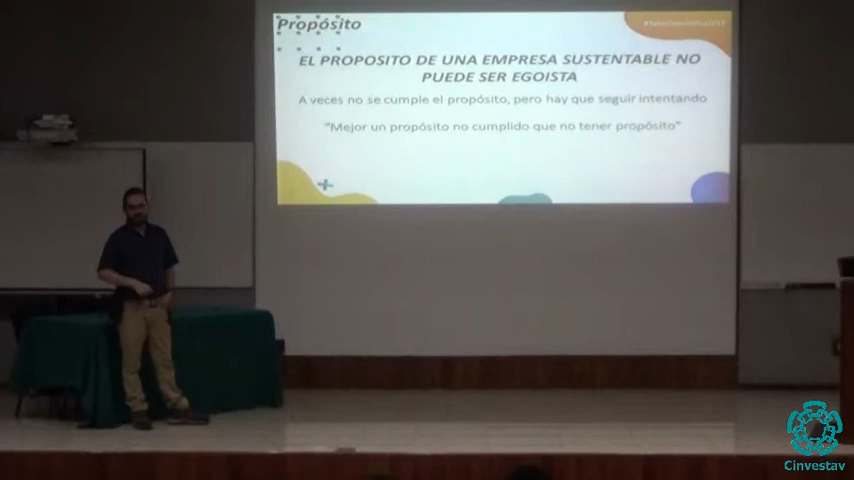 Propósito
EL PROPOSITO DE UNA EMPRESA SUSTENTABLE NO
PUEDE SER EGOISTA
A veces no se cumple el propósito, pero hay que seguir intentando
"Mejor un propósito no cumplido que no tener propósito"
Cinvestav